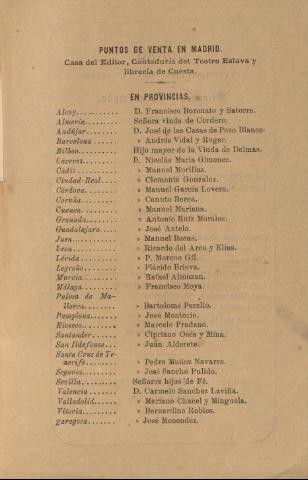 PUNTOS DE VENTA EN MADRID.
Casa del Editor, Contaduría del Teatro Eslava y
librería de Cuesta.
EN PROVINCIAS.
Alcoy........ D. Francisco Boronato y Satorre.
Almería........ Señora viuda de Cordero.
Andújar........ D. José de las Casas de Pozo Blanco
Barcelona........ » Andrés Vidal y Roger.
Bilbao........ Hijo mayor de la Viuda de Delmas.
Cáceres........ D. Nicolás María Gimenez.
Cádiz........ » Manuel Morillas.
Ciudad-Real.... » Clemente Gonzalez.
Córdova........ » Manuel García Lovera.
Coruña........ » Canuto Berea.
Cuenca........ » Manuel Mariana.
Granada........ » Antonio Ruiz Morales.
Guadalajara.... » José Antelo.
Jaen........ » Manuel Bacas.
Leon........ » Ricardo del Arco y Elías.
Lérida........ » P. Moreno Gil.
Logroño........ » Plácido Brieva.
Murcia........ » Rafael Almazan.
Málaga........ » Francisco Moya.
Palma de Ma-
llorca........ » Bartolomé Pecello.
Pamplona........ » José Montorio.
Rioseco........ » Marcelo Pradano.
Santander........ » Cipriano Osés y Mina.
San Ildefonso.... » Juan Alderete.
Santa Cruz de Te-
nerife........ » Pedro Muñoz Navarro.
Segovia........ » José Sancho Pulido.
Sevilla........ Señores hijos de Fé.
Valencia........ D. Carmelo Sanchez Laviña.
Valladolid........ » Mariano Chacel y Minguela.
Vitoria........ » Bernardino Robles.
Zaragoza........ » José Menendez.